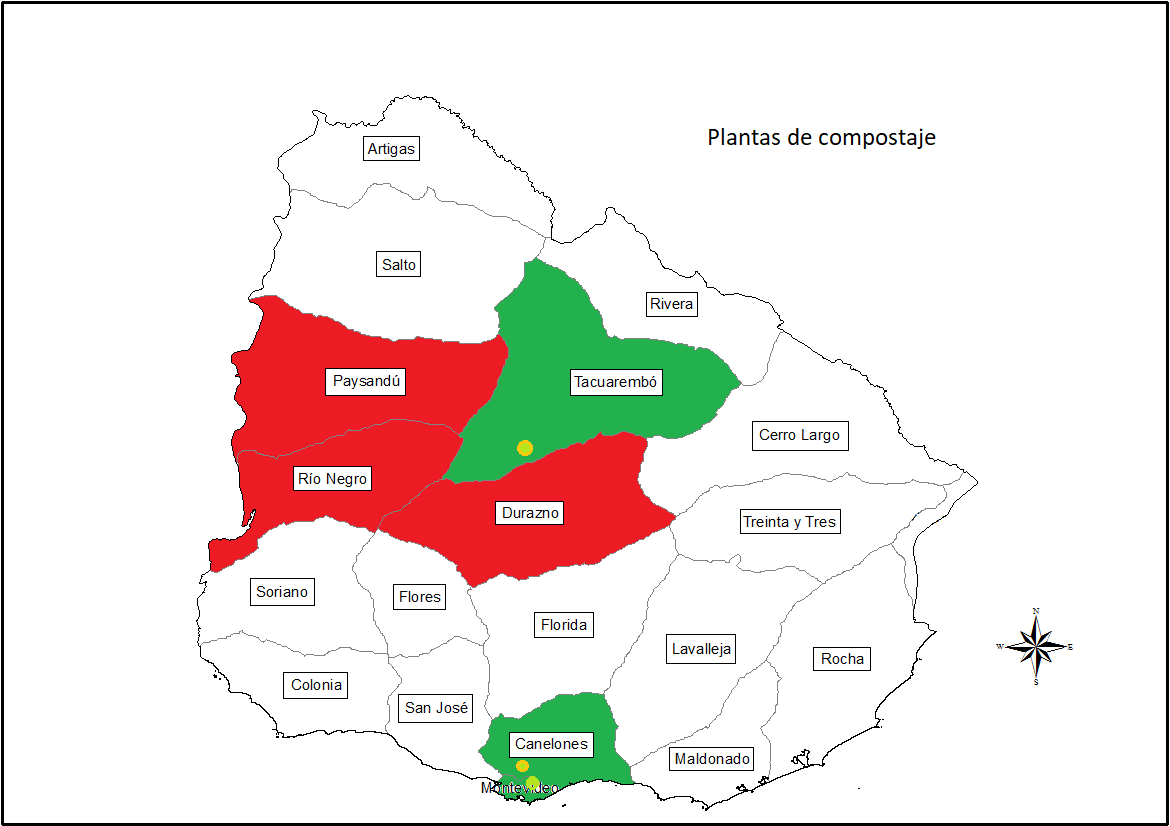 Plantas de compostaje
Artigas
Salto
Rivera
Paysandú
Tacuarembó
Cerro Largo
Río Negro
Durazno
Treinta y Tres
Soriano
Flores
Florida
Lavalleja
Rocha
Colonia
San José
Canelones
Maldonado
Montevideo
N
W
E
S